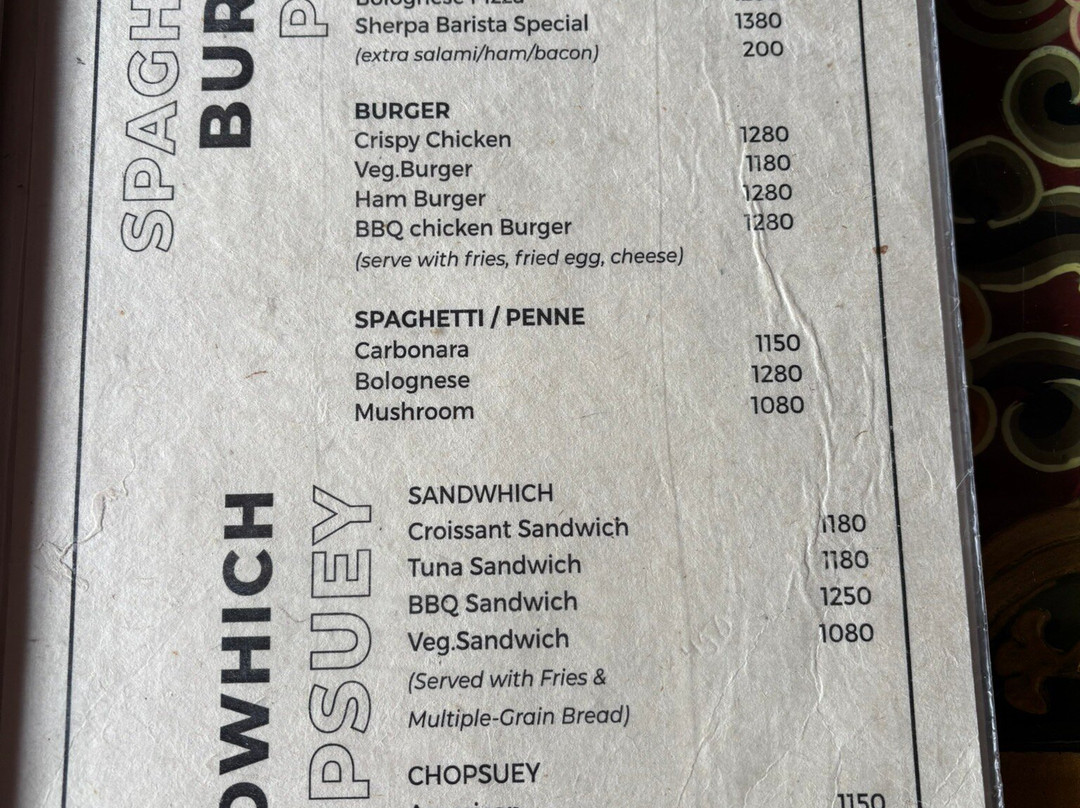 Bolognese Pizza
Sherpa Barista Special 1380
(extra salami/ham/bacon) 200
BURGER
Crispy Chicken 1280
Veg.Burger 1180
Ham Burger 1280
BBQ chicken Burger 1280
(serve with fries, fried egg, cheese)
SPAGHETTI / PENNE
Carbonara 1150
Bolognese 1280
Mushroom 1080
SANDWHICH
Croissant Sandwich 1180
Tuna Sandwich 1180
BBQ Sandwich 1250
Veg.Sandwich 1080
(Served with Fries &
Multiple-Grain Bread)
CHOPSUEY
American 1150
SPAGH
BUR
P
DWHICH
PSUEY